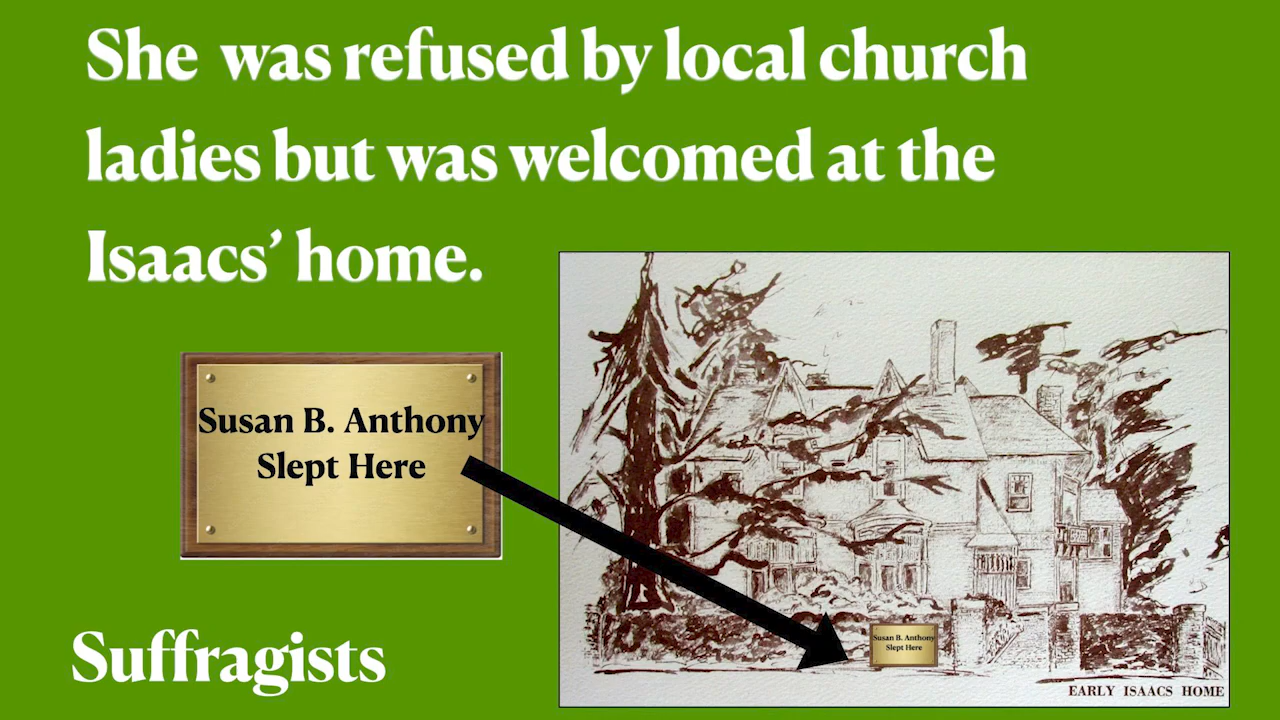 She was refused by local church
ladies but was welcomed at the
Isaacs’ home.
Susan B. Anthony
Slept Here
Susan B. Anthony
Slept Here
EARLY ISAACS HOME
Suffragists